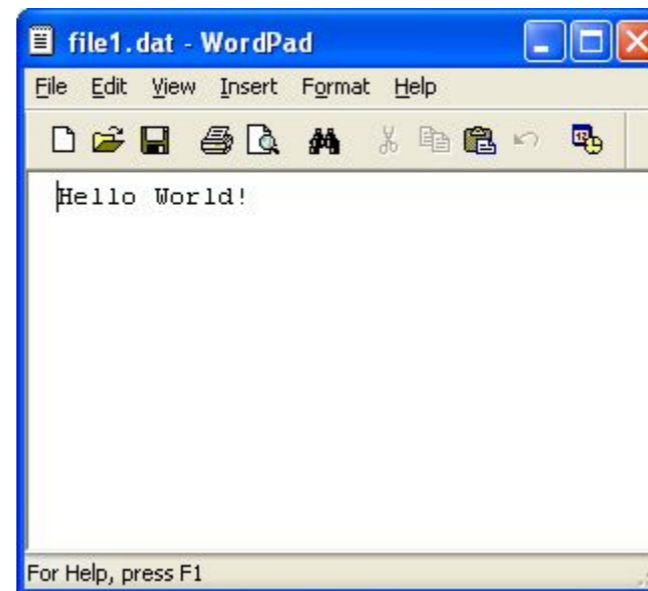 file1.dat - WordPad
File Edit View Insert Format Help
Hello World!
For Help, press F1